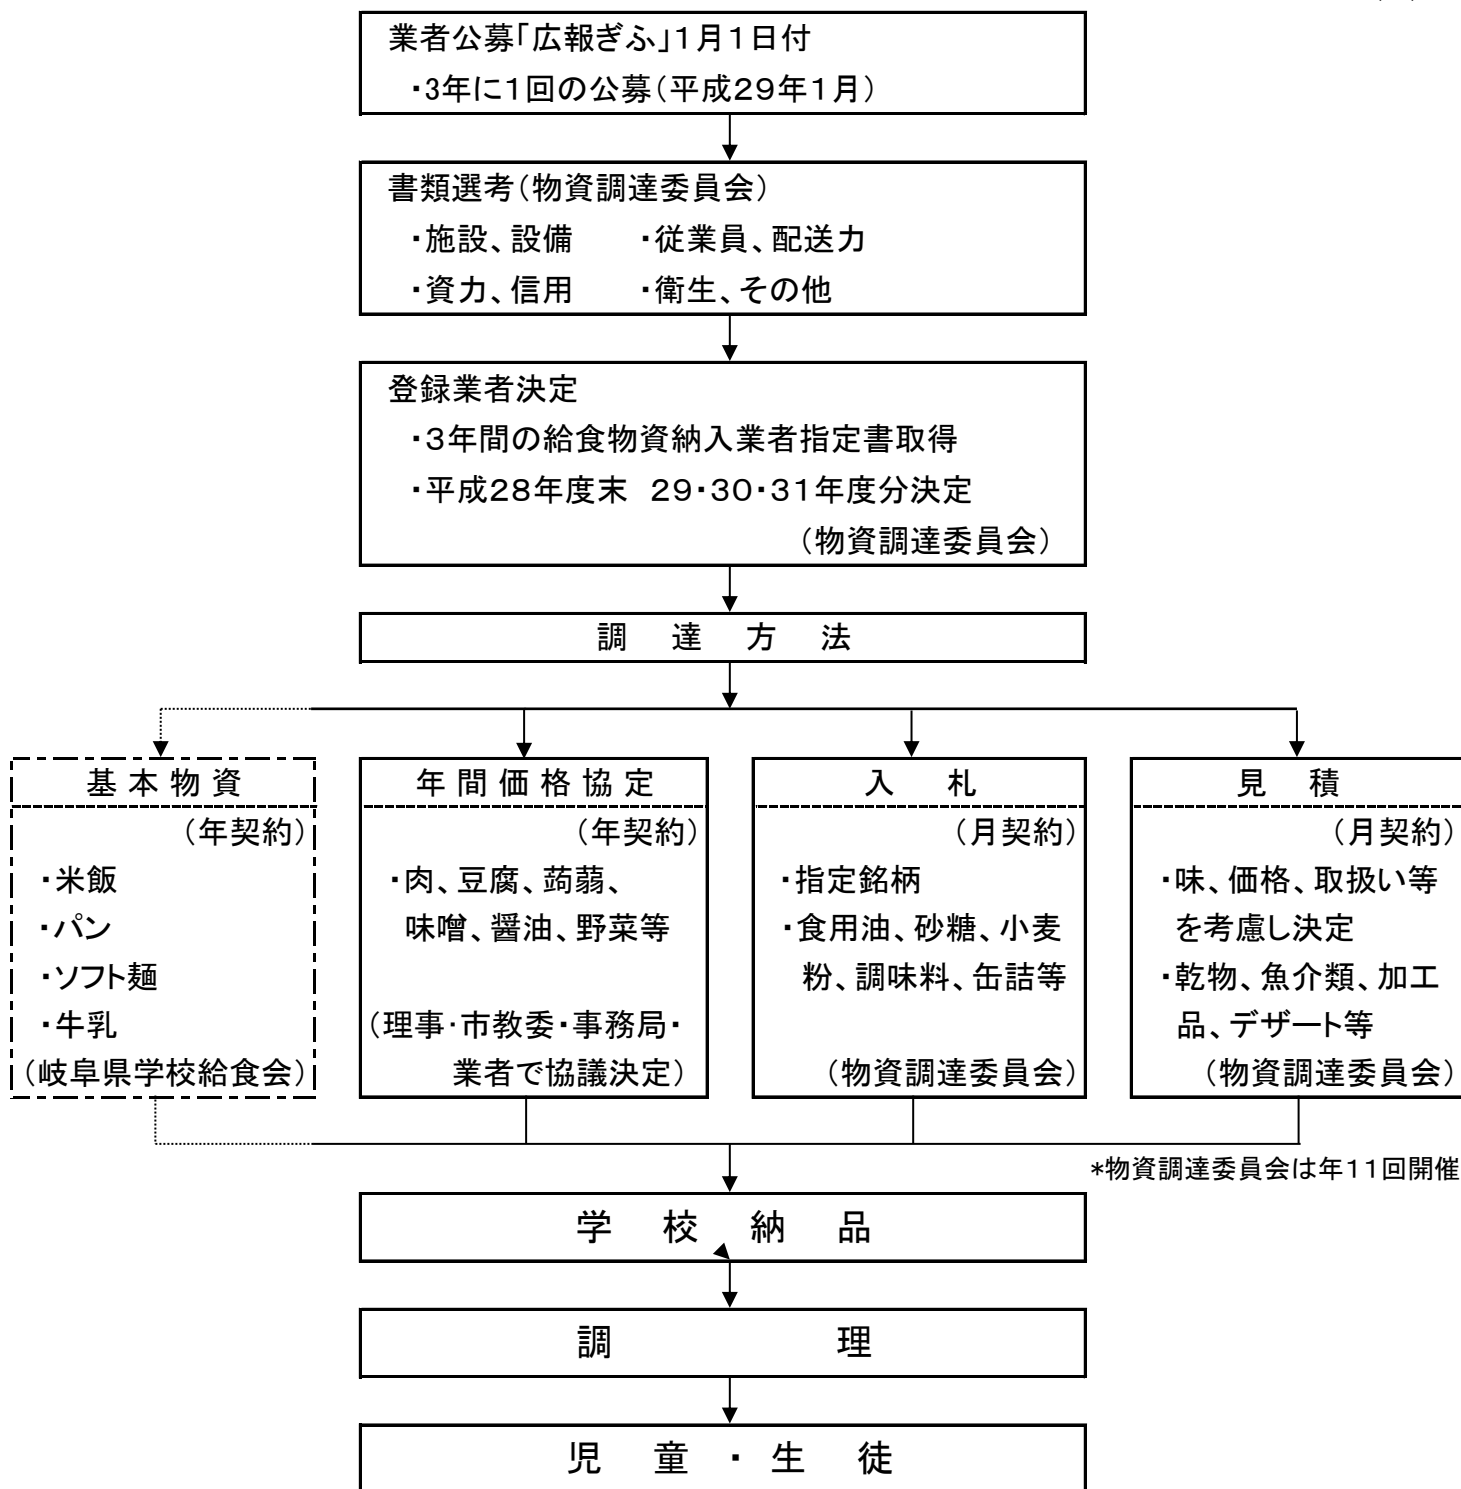 業者公募「広報ぎふ」1月1日付
・3年に1回の公募(平成29年1月)
書類選考(物資調達委員会)
・施設、設備　　・従業員、配送力
・資力、信用　　・衛生、その他
登録業者決定
・3年間の給食物資納入業者指定書取得
・平成28年度末　29・30・31年度分決定
(物資調達委員会)
調達方法
基本物資
(年契約)
・米飯
・パン
・ソフト麺
・牛乳
(岐阜県学校給食会)
年間価格協定
(年契約)
・肉、豆腐、蒟蒻、
味噌、醤油、野菜等
(理事・市教委・事務局・
業者で協議決定)
入札
(月契約)
・指定銘柄
・食用油、砂糖、小麦
粉、調味料、缶詰等
(物資調達委員会)
見積
(月契約)
・味、価格、取扱い等
を考慮し決定
・乾物、魚介類、加工
品、デザート等
(物資調達委員会)
*物資調達委員会は年11回開催
学校納品
調理
児童・生徒